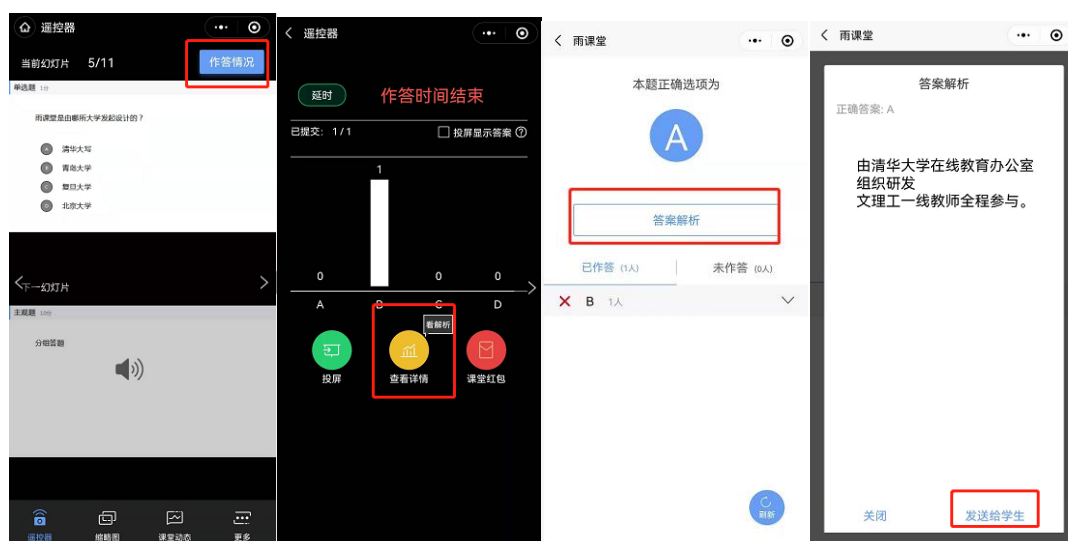 遥控器
当前幻灯片 5/11
作答情况
单选题 1分
雨课堂是由哪所大学发起设计的？
A 清华大写
青岛大学
C 复旦大学
北京大学
下一幻灯片
主观题 10分
分组答题
遥控器 缩略图 课堂动态 更多
遥控器
延时 作答时间结束
已提交：1/1 投屏显示答案 ?
1
0 0 0
A B C D
看解析
投屏 查看详情 课堂红包
雨课堂
本题正确选项为
A
答案解析
已作答 (1人) 未作答 (0人)
B 1人
刷新
雨课堂
答案解析
正确答案: A
由清华大学在线教育办公室
组织研发
文理工一线教师全程参与。
关闭 发送给学生